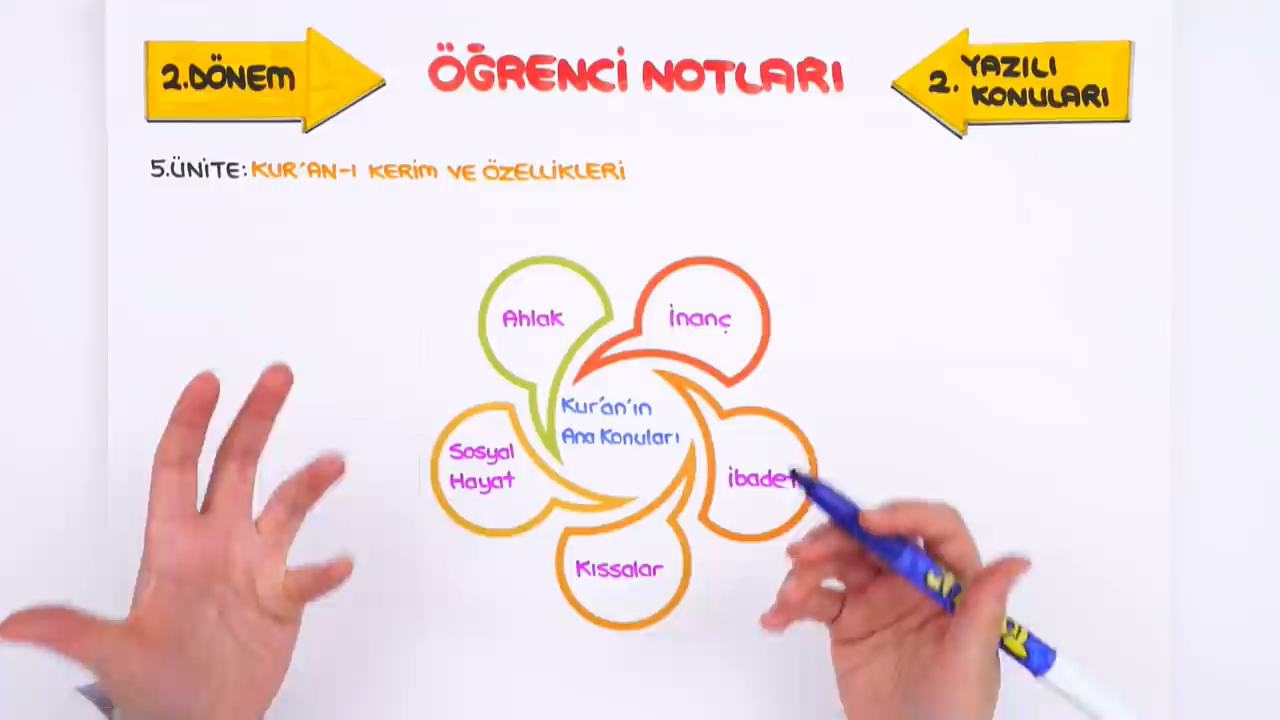 2.DÖNEM
ÖĞRENCİ NOTLARI
2. YAZILI
KONULARI
5.ÜNİTE: KUR'AN-I KERİM VE ÖZELLİKLERİ
Ahlak
İnanç
Kur'an'ın
Ana Konuları
Sosyal
Hayat
İbadet
Kıssalar